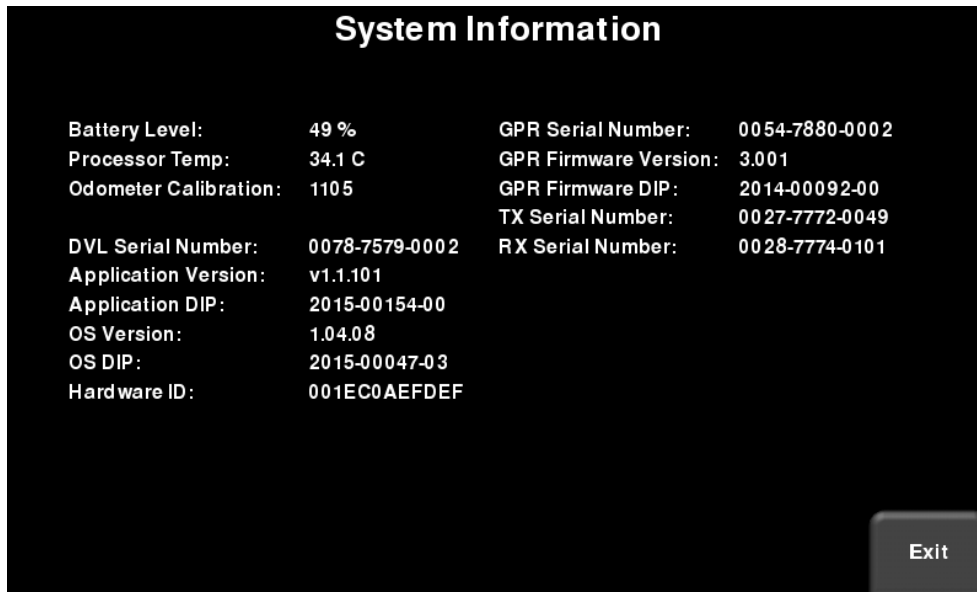 System Information
Battery Level: 49 % GPR Serial Number: 0054-7880-0002
Processor Temp: 34.1 C GPR Firmware Version: 3.001
Odometer Calibration: 1105 GPR Firmware DIP: 2014-00092-00
TX Serial Number: 0027-7772-0049
DVL Serial Number: 0078-7579-0002 RX Serial Number: 0028-7774-0101
Application Version: v1.1.101
Application DIP: 2015-00154-00
OS Version: 1.04.08
OS DIP: 2015-00047-03
Hardware ID: 001EC0AEFDEF
Exit